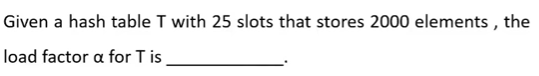 Given a hash table T with 25 slots that stores 2000 elements , the
load factor α for T is ____________.